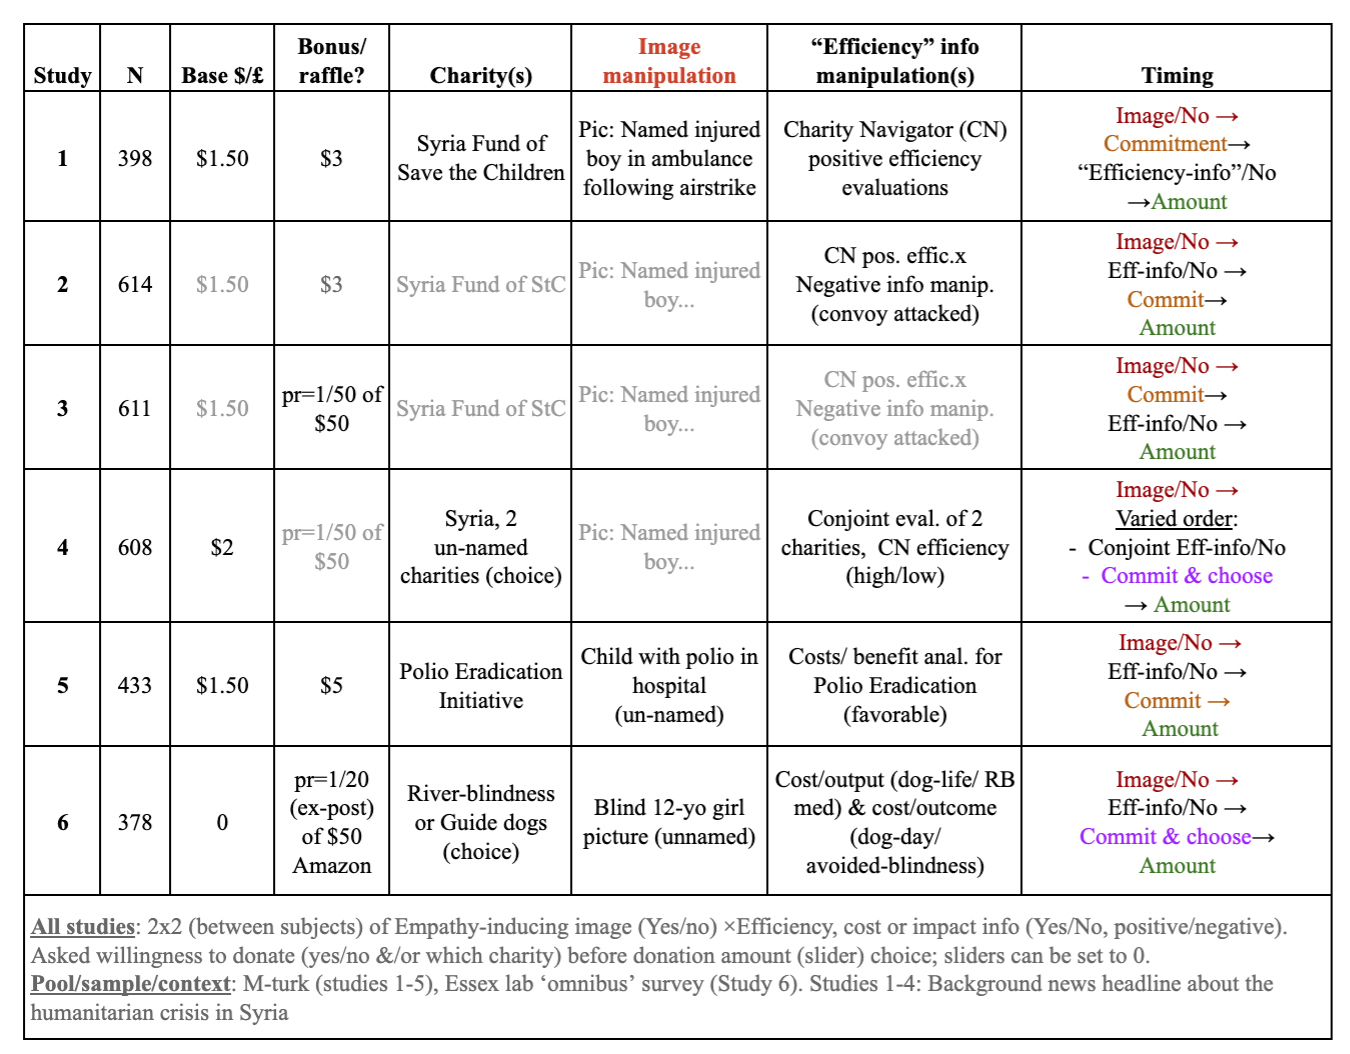 Study
N
Base $/£
Bonus/
raffle?
Charity(s)
Image
manipulation
“Efficiency” info
manipulation(s)
Timing
1
398
$1.50
$3
Syria Fund of
Save the Children
Pic: Named injured
boy in ambulance
following airstrike
Charity Navigator (CN)
positive efficiency
evaluations
Image/No →
Commitment→
“Efficiency-info”/No
→Amount
2
614
$1.50
$3
Syria Fund of StC
Pic: Named injured
boy...
CN pos. effic.x
Negative info manip.
(convoy attacked)
Image/No →
Eff-info/No →
Commit→
Amount
3
611
$1.50
pr=1/50 of
$50
Syria Fund of StC
Pic: Named injured
boy...
CN pos. effic.x
Negative info manip.
(convoy attacked)
Image/No →
Commit→
Eff-info/No →
Amount
4
608
$2
pr=1/50 of
$50
Syria, 2
un-named
charities (choice)
Pic: Named injured
boy...
Conjoint eval. of 2
charities, CN efficiency
(high/low)
Image/No →
Varied order:
- Conjoint Eff-info/No
- Commit & choose
→ Amount
5
433
$1.50
$5
Polio Eradication
Initiative
Child with polio in
hospital
(un-named)
Costs/ benefit anal. for
Polio Eradication
(favorable)
Image/No →
Eff-info/No →
Commit →
Amount
6
378
0
pr=1/20
(ex-post)
of $50
Amazon
River-blindness
or Guide dogs
(choice)
Blind 12-yo girl
picture (unnamed)
Cost/output (dog-life/ RB
med) & cost/outcome
(dog-day/
avoided-blindness)
Image/No →
Eff-info/No →
Commit & choose→
Amount
All studies: 2x2 (between subjects) of Empathy-inducing image (Yes/no) ×Efficiency, cost or impact info (Yes/No, positive/negative).
Asked willingness to donate (yes/no &/or which charity) before donation amount (slider) choice; sliders can be set to 0.
Pool/sample/context: M-turk (studies 1-5), Essex lab ‘omnibus’ survey (Study 6). Studies 1-4: Background news headline about the
humanitarian crisis in Syria